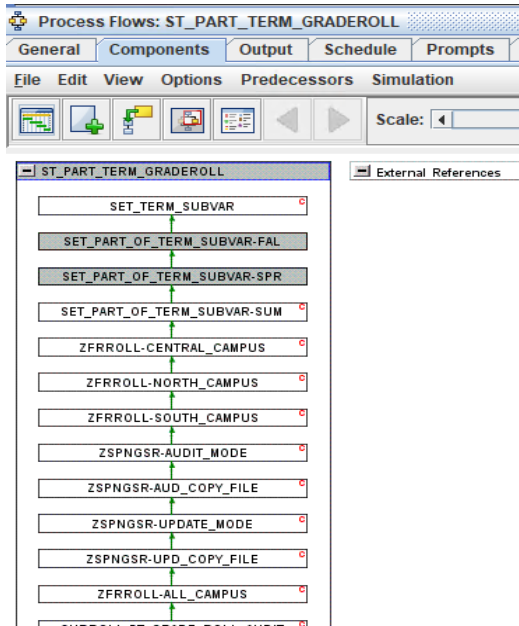 Process Flows: ST_PART_TERM_GRADEROLL
General Components Output Schedule Prompts
File Edit View Options Predecessors Simulation
Scale:
ST_PART_TERM_GRADEROLL
External References
SET_TERM_SUBVAR C
SET_PART_OF_TERM_SUBVAR-FAL
SET_PART_OF_TERM_SUBVAR-SPR
SET_PART_OF_TERM_SUBVAR-SUM C
ZFRROLL-CENTRAL_CAMPUS C
ZFRROLL-NORTH_CAMPUS C
ZFRROLL-SOUTH_CAMPUS C
ZSPNGSR-AUDIT_MODE C
ZSPNGSR-AUD_COPY_FILE C
ZSPNGSR-UPDATE_MODE C
ZSPNGSR-UPD_COPY_FILE C
ZFRROLL-ALL_CAMPUS C